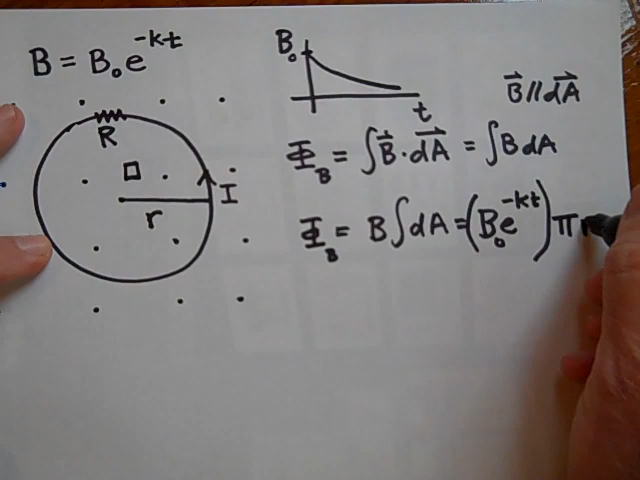 B = B₀e^-kt
B₀
t
B⃗ // dA⃗
R
I
r
Φ_B = ∫B⃗ · dA⃗ = ∫B dA
Φ_B = B∫dA = (B₀e^-kt)π